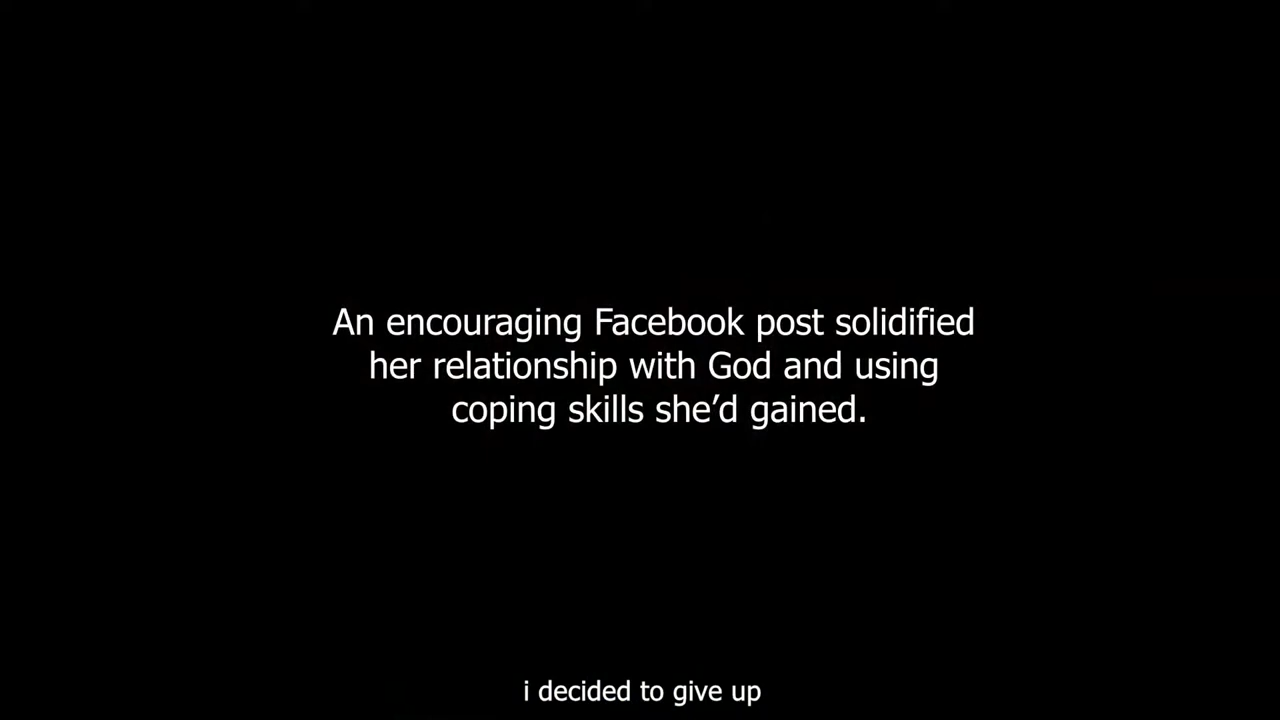 An encouraging Facebook post solidified
her relationship with God and using
coping skills she’d gained.
i decided to give up